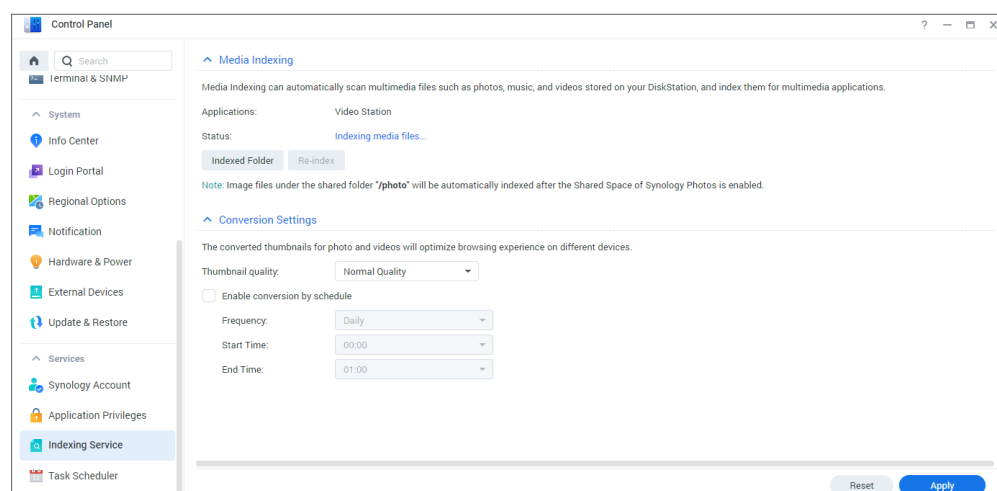 Control Panel
? – X
Search
Terminal & SNMP
System
Info Center
Login Portal
Regional Options
Notification
Hardware & Power
External Devices
Update & Restore
Services
Synology Account
Application Privileges
Indexing Service
Task Scheduler
Media Indexing
Media Indexing can automatically scan multimedia files such as photos, music, and videos stored on your DiskStation, and index them for multimedia applications.
Applications: Video Station
Status: Indexing media files...
Indexed Folder Re-index
Note: Image files under the shared folder "/photo" will be automatically indexed after the Shared Space of Synology Photos is enabled.
Conversion Settings
The converted thumbnails for photo and videos will optimize browsing experience on different devices.
Thumbnail quality: Normal Quality
Enable conversion by schedule
Frequency: Daily
Start Time: 00:00
End Time: 01:00
Reset Apply